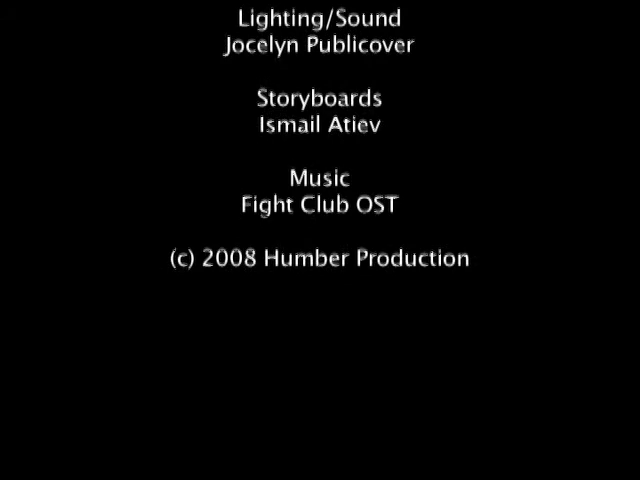 Lighting/Sound
Jocelyn Publicover
Storyboards
Ismail Atiev
Music
Fight Club OST
(c) 2008 Humber Production